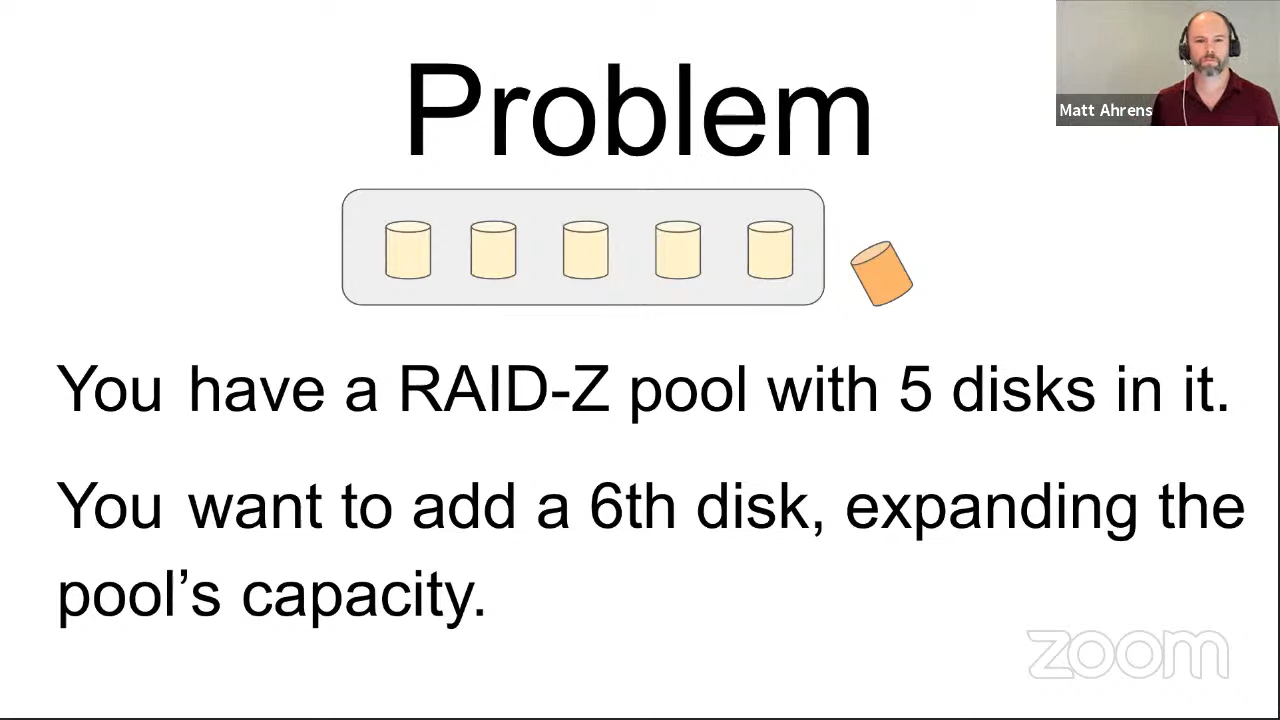 Problem
Matt Ahrens
You have a RAID-Z pool with 5 disks in it.
You want to add a 6th disk, expanding the
pool’s capacity.
zoom